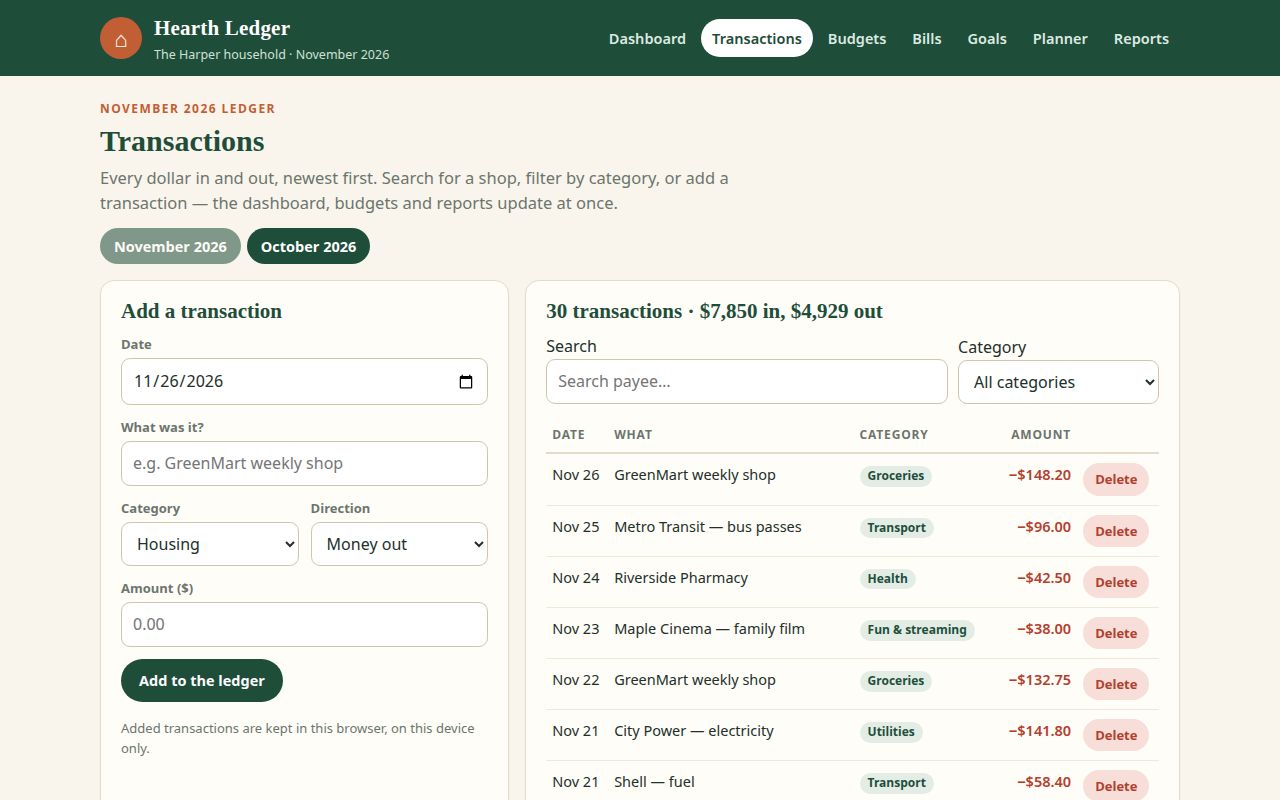 Hearth Ledger
The Harper household · November 2026
Dashboard Transactions Budgets Bills Goals Planner Reports
NOVEMBER 2026 LEDGER
Transactions
Every dollar in and out, newest first. Search for a shop, filter by category, or add a
transaction — the dashboard, budgets and reports update at once.
November 2026 October 2026
Add a transaction
Date
11/26/2026
What was it?
e.g. GreenMart weekly shop
Category Direction
Housing Money out
Amount ($)
0.00
Add to the ledger
Added transactions are kept in this browser, on this device
only.
30 transactions · $7,850 in, $4,929 out
Search Category
Search payee... All categories
DATE WHAT CATEGORY AMOUNT
Nov 26 GreenMart weekly shop Groceries −$148.20 Delete
Nov 25 Metro Transit — bus passes Transport −$96.00 Delete
Nov 24 Riverside Pharmacy Health −$42.50 Delete
Nov 23 Maple Cinema — family film Fun & streaming −$38.00 Delete
Nov 22 GreenMart weekly shop Groceries −$132.75 Delete
Nov 21 City Power — electricity Utilities −$141.80 Delete
Nov 21 Shell — fuel Transport −$58.40 Delete